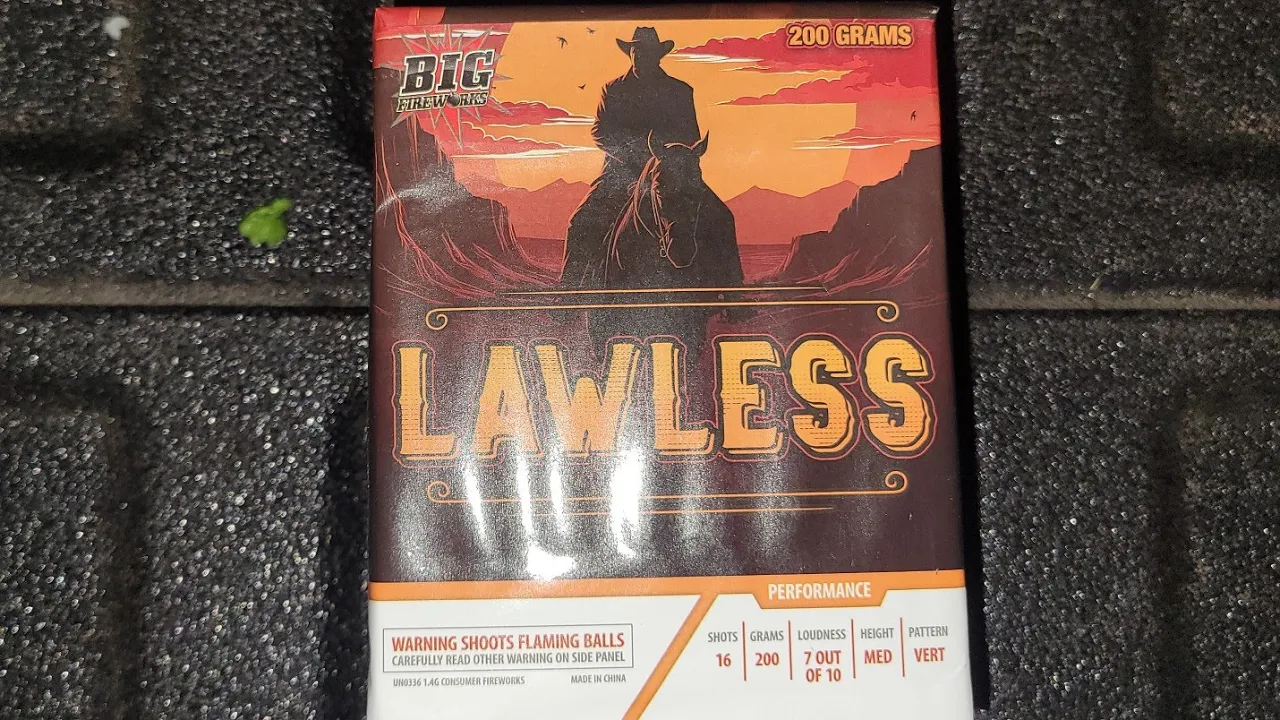 BIG
FIREWORKS
200 GRAMS
LAWLESS
PERFORMANCE
WARNING SHOOTS FLAMING BALLS
CAREFULLY READ OTHER WARNING ON SIDE PANEL
UN0336 1.4G CONSUMER FIREWORKS MADE IN CHINA
SHOTS GRAMS LOUDNESS HEIGHT PATTERN
16 200 7 OUT MED VERT
OF 10